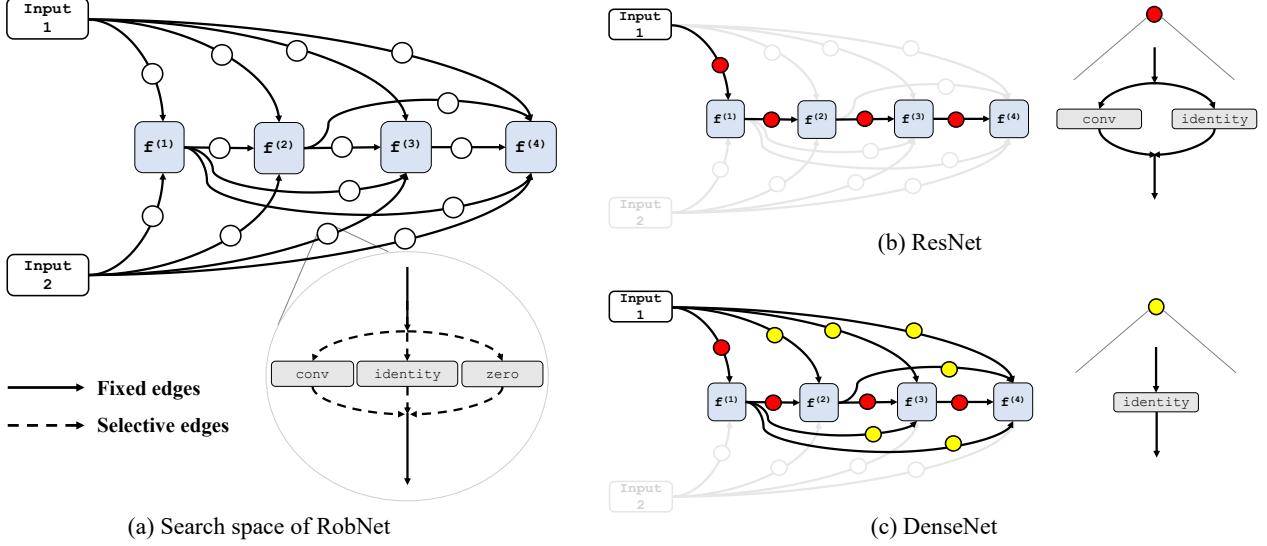 Input
1
f(1)
f(2)
f(3)
f(4)
Input
2
conv
identity
zero
Fixed edges
Selective edges
(a) Search space of RobNet
Input
1
f(1)
f(2)
f(3)
f(4)
Input
2
conv
identity
(b) ResNet
Input
1
f(1)
f(2)
f(3)
f(4)
Input
2
identity
(c) DenseNet